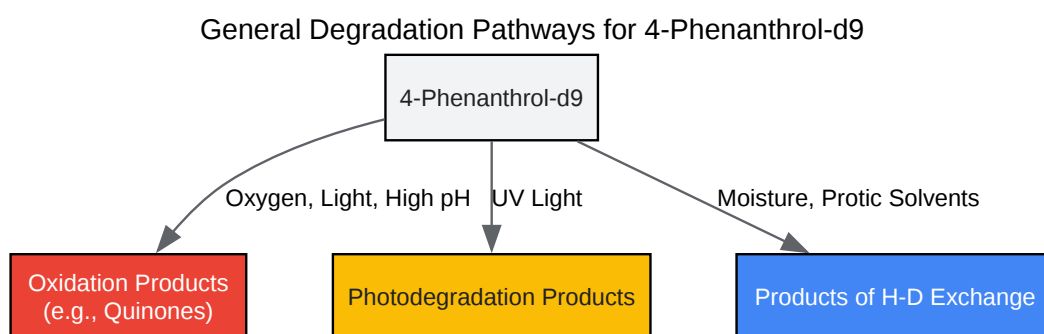 General Degradation Pathways for 4-Phenanthrol-d9
4-Phenanthrol-d9
Oxygen, Light, High pH
UV Light
Moisture, Protic Solvents
Oxidation Products
(e.g., Quinones)
Photodegradation Products
Products of H-D Exchange